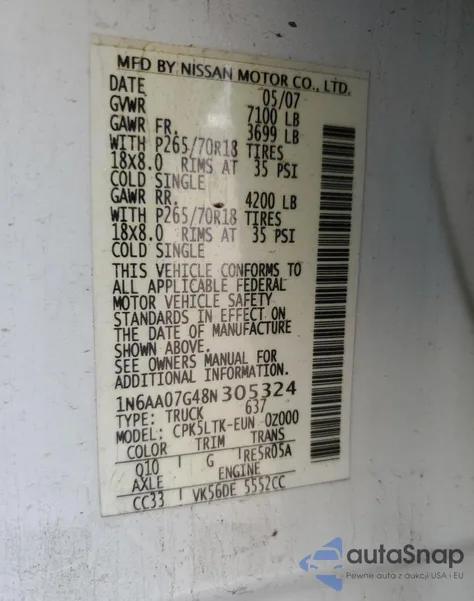 MFD BY NISSAN MOTOR CO., LTD.
DATE 05/07
GVWR 7100 LB
GAWR FR. 3699 LB
WITH P265/70R18 TIRES
18X8.0 RIMS AT 35 PSI
COLD SINGLE
GAWR RR. 4200 LB
WITH P265/70R18 TIRES
18X8.0 RIMS AT 35 PSI
COLD SINGLE
THIS VEHICLE CONFORMS TO
ALL APPLICABLE FEDERAL
MOTOR VEHICLE SAFETY
STANDARDS IN EFFECT ON
THE DATE OF MANUFACTURE
SHOWN ABOVE.
SEE OWNERS MANUAL FOR
ADDITIONAL INFORMATION.
1N6AA07G48N305324
TYPE: TRUCK 637
MODEL: CPK5LTK-EUN 0Z000
COLOR TRIM TRANS
Q10 G RE5R05A
AXLE ENGINE
CC33 VK56DE 5552CC
autoSnap
Pewne auta z aukcji USA i EU